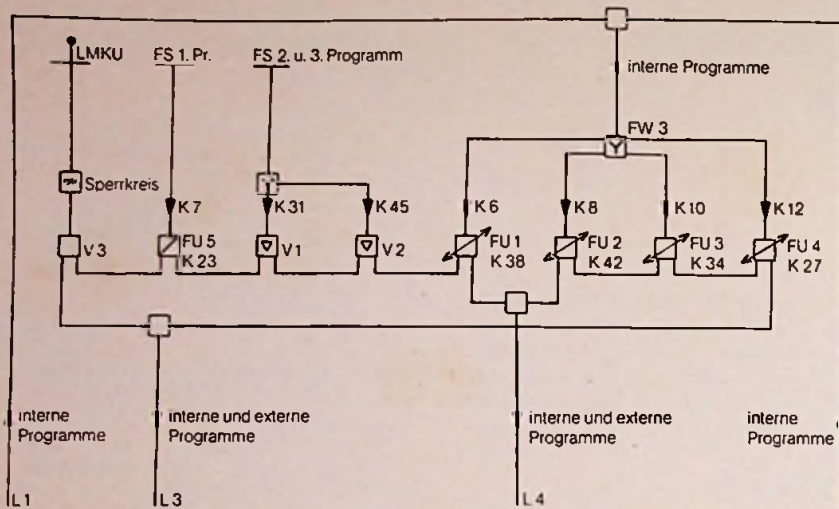 LMKU
FS 1. Pr.
FS 2. u. 3. Programm
interne Programme
FW 3
Y
Sperrkreis
K 7
K 31
K 45
K 6
K 8
K 10
K 12
V 3
FU 5
K 23
V 1
V 2
FU 1
K 38
FU 2
K 42
FU 3
K 34
FU 4
K 27
interne
Programme
interne und externe
Programme
interne und externe
Programme
interne
Programme
L 1
L 3
L 4